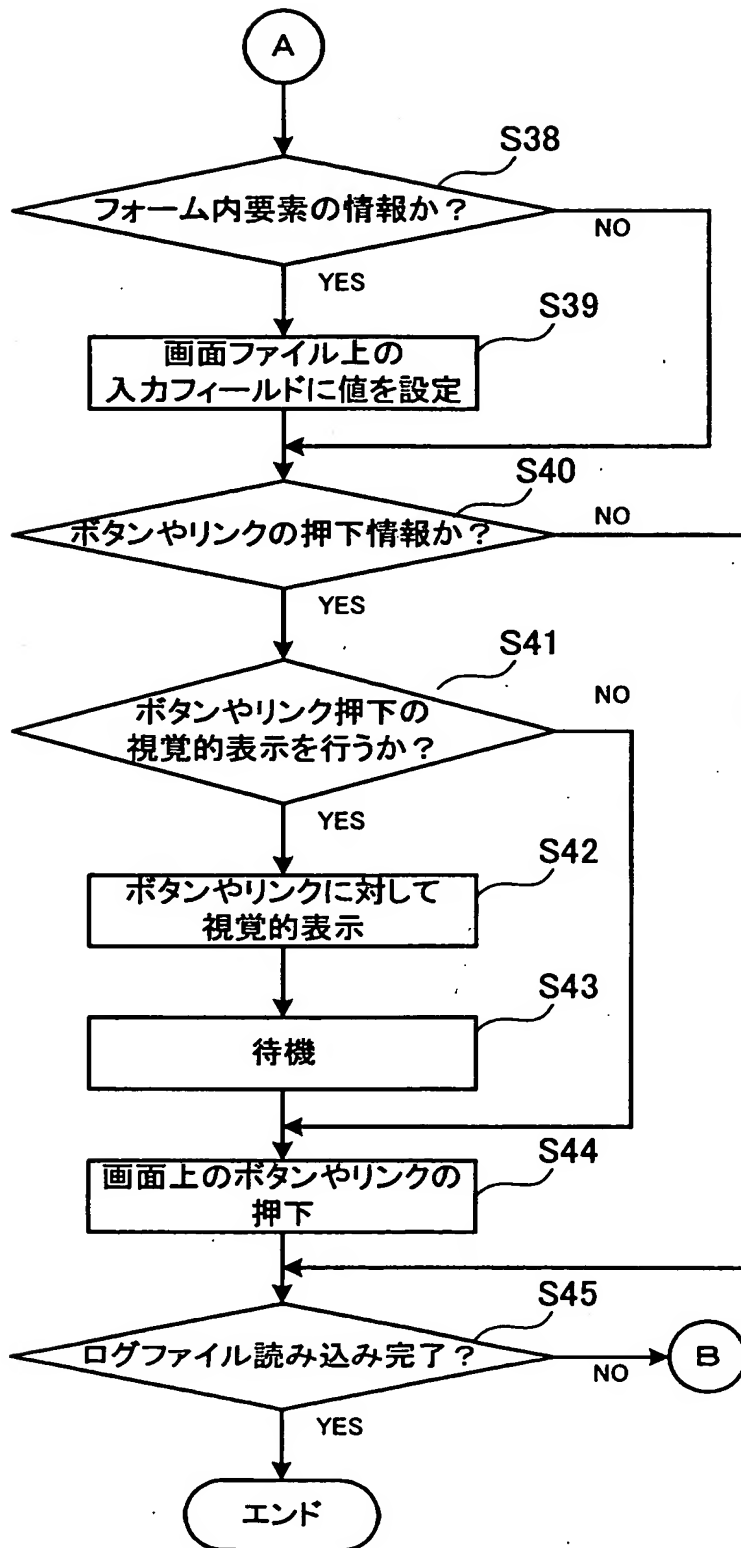 A
S38
フォーム内要素の情報か?
NO
YES
S39
画面ファイル上の
入力フィールドに値を設定
S40
ボタンやリンクの押下情報か?
NO
YES
S41
NO
ボタンやリンク押下の
視覚的表示を行うか?
YES
S42
ボタンやリンクに対して
視覚的表示
S43
待機
S44
画面上のボタンやリンクの
押下
S45
ログファイル読み込み完了?
NO
B
YES
エンド